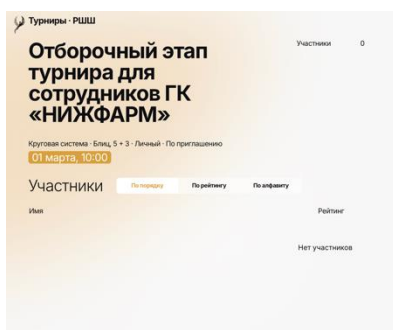 Турниры · РШШ
Отборочный этап
турнира для
сотрудников ГК
«НИЖФАРМ»
Участники 0
Круговая система · Блиц, 5 + 3 · Личный · По приглашению
01 марта, 10:00
Участники По порядку По рейтингу По алфавиту
Имя Рейтинг
Нет участников